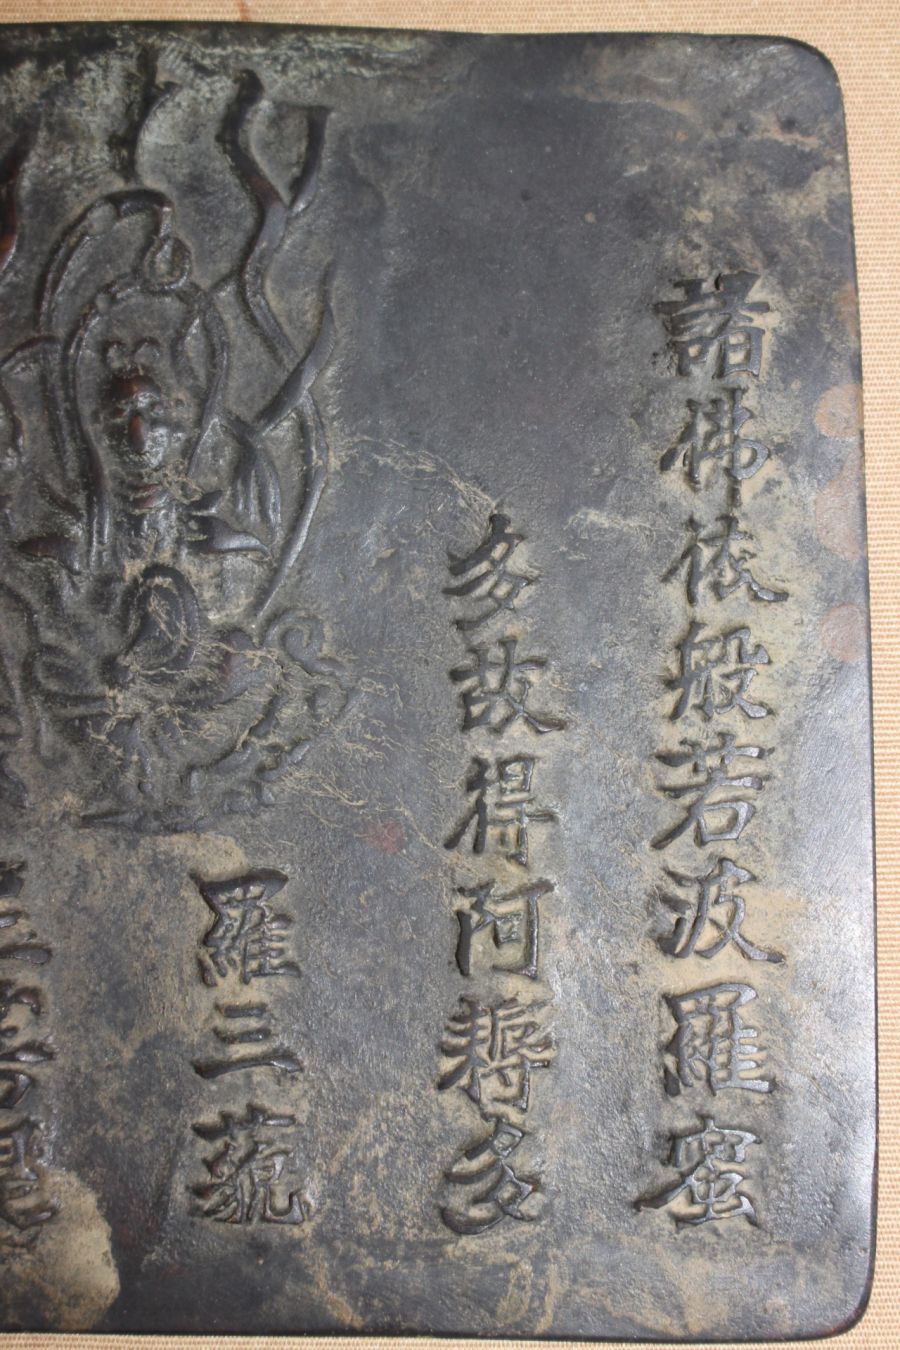 諸佛依般若波羅蜜
多故得阿耨多
羅三藐